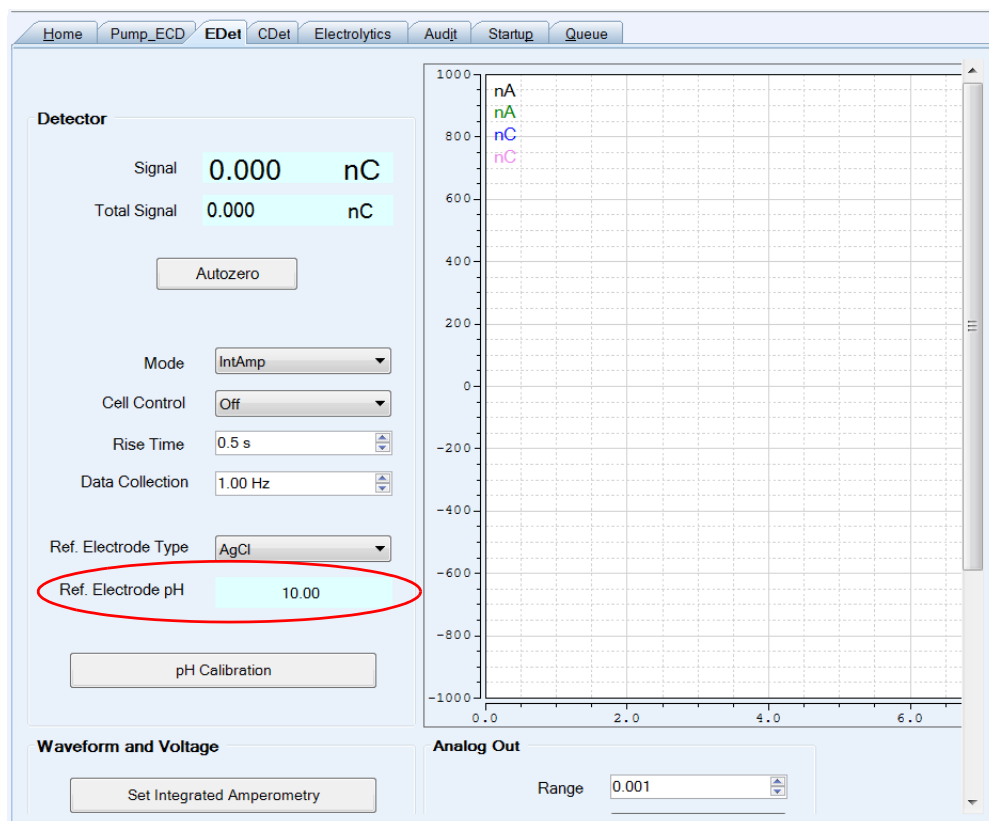 Home Pump_ECD EDet CDet Electrolytics Audit Startup Queue
Detector
Signal 0.000 nC
Total Signal 0.000 nC
Autozero
Mode IntAmp
Cell Control Off
Rise Time 0.5 s
Data Collection 1.00 Hz
Ref. Electrode Type AgCl
Ref. Electrode pH 10.00
pH Calibration
Waveform and Voltage
Set Integrated Amperometry
1000
nA
nA
800
nC
nC
600
400
200
0
-200
-400
-600
-800
-1000
0.0 2.0 4.0 6.0
Analog Out
Range 0.001